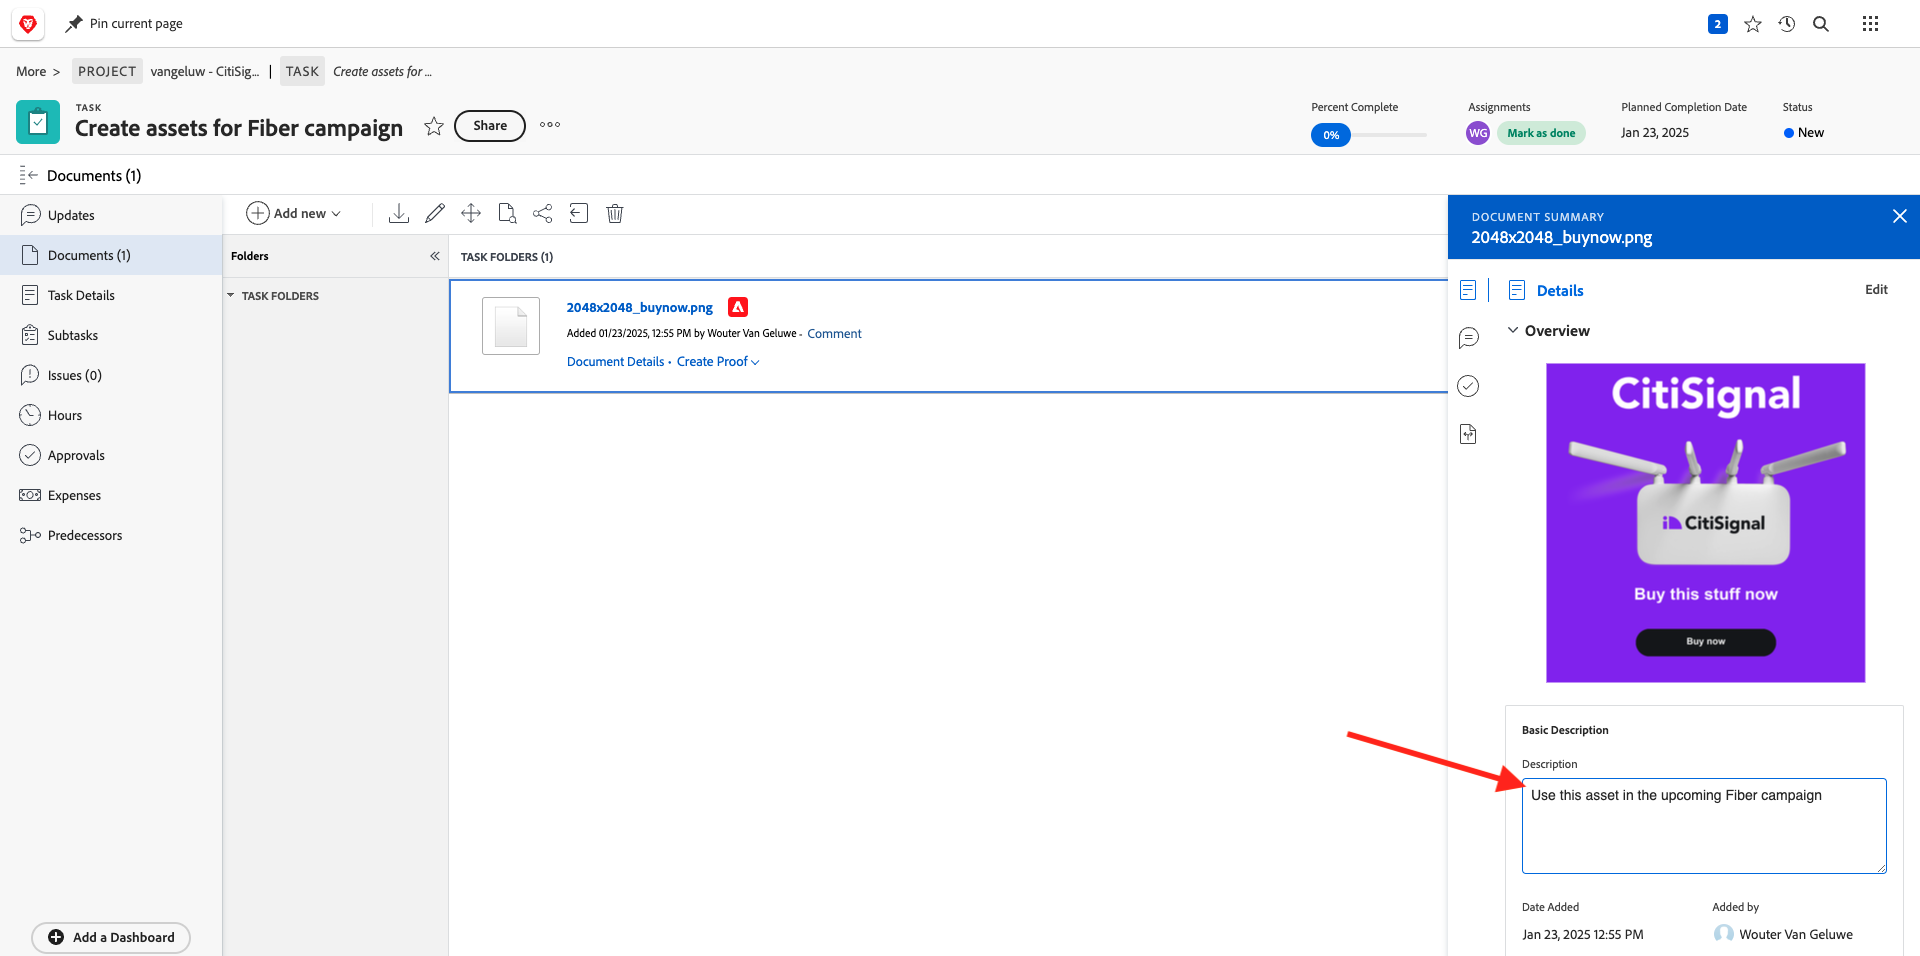 Pin current page
2
More >
PROJECT
vangeluw - CitiSig...
TASK
Create assets for ...
TASK
Create assets for Fiber campaign
Share
Percent Complete
0%
Assignments
WG
Mark as done
Planned Completion Date
Jan 23, 2025
Status
New
Documents (1)
Updates
Documents (1)
Task Details
Subtasks
Issues (0)
Hours
Approvals
Expenses
Predecessors
Add a Dashboard
Add new
Folders
TASK FOLDERS
TASK FOLDERS (1)
2048x2048_buynow.png
Added 01/23/2025, 12:55 PM by Wouter Van Geluwe - Comment
Document Details • Create Proof
DOCUMENT SUMMARY
2048x2048_buynow.png
Details
Edit
Overview
CitiSignal
CitiSignal
Buy this stuff now
Buy now
Basic Description
Description
Use this asset in the upcoming Fiber campaign
Date Added
Jan 23, 2025 12:55 PM
Added by
Wouter Van Geluwe